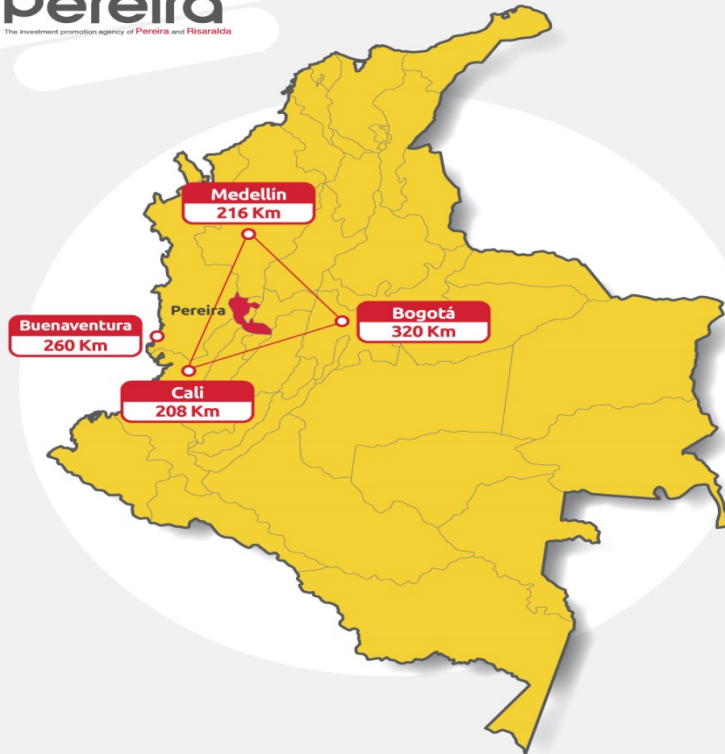 Pereira
The investment promotion agency of Pereira and Risaralda
Medellín
216 Km
Pereira
Bogotá
320 Km
Buenaventura
260 Km
Cali
208 Km